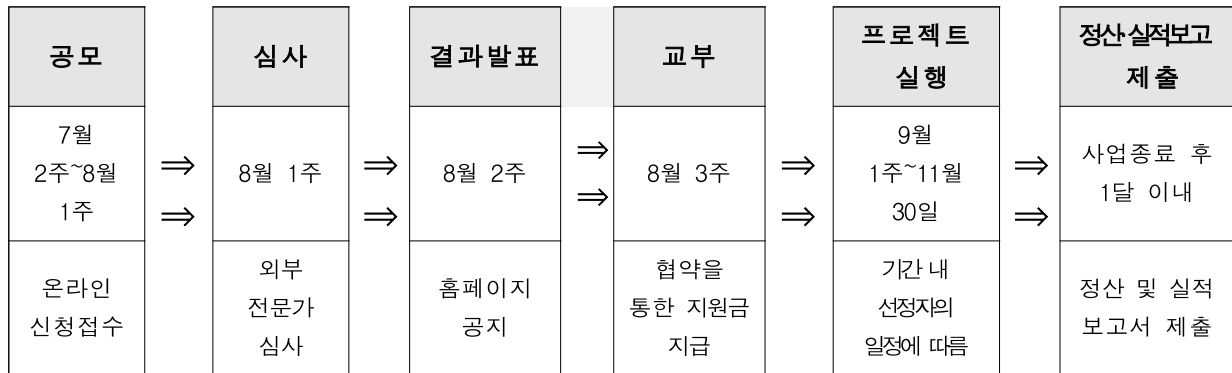 공모
심사
결과발표
교부
프로젝트
실행
정산·실적보고
제출
7월
2주~8월
1주
⇒
⇒
8월 1주
⇒
⇒
8월 2주
⇒
⇒
8월 3주
⇒
⇒
9월
1주~11월
30일
⇒
⇒
사업종료 후
1달 이내
온라인
신청접수
외부
전문가
심사
홈페이지
공지
협약을
통한 지원금
지급
기간 내
선정자의
일정에 따름
정산 및 실적
보고서 제출